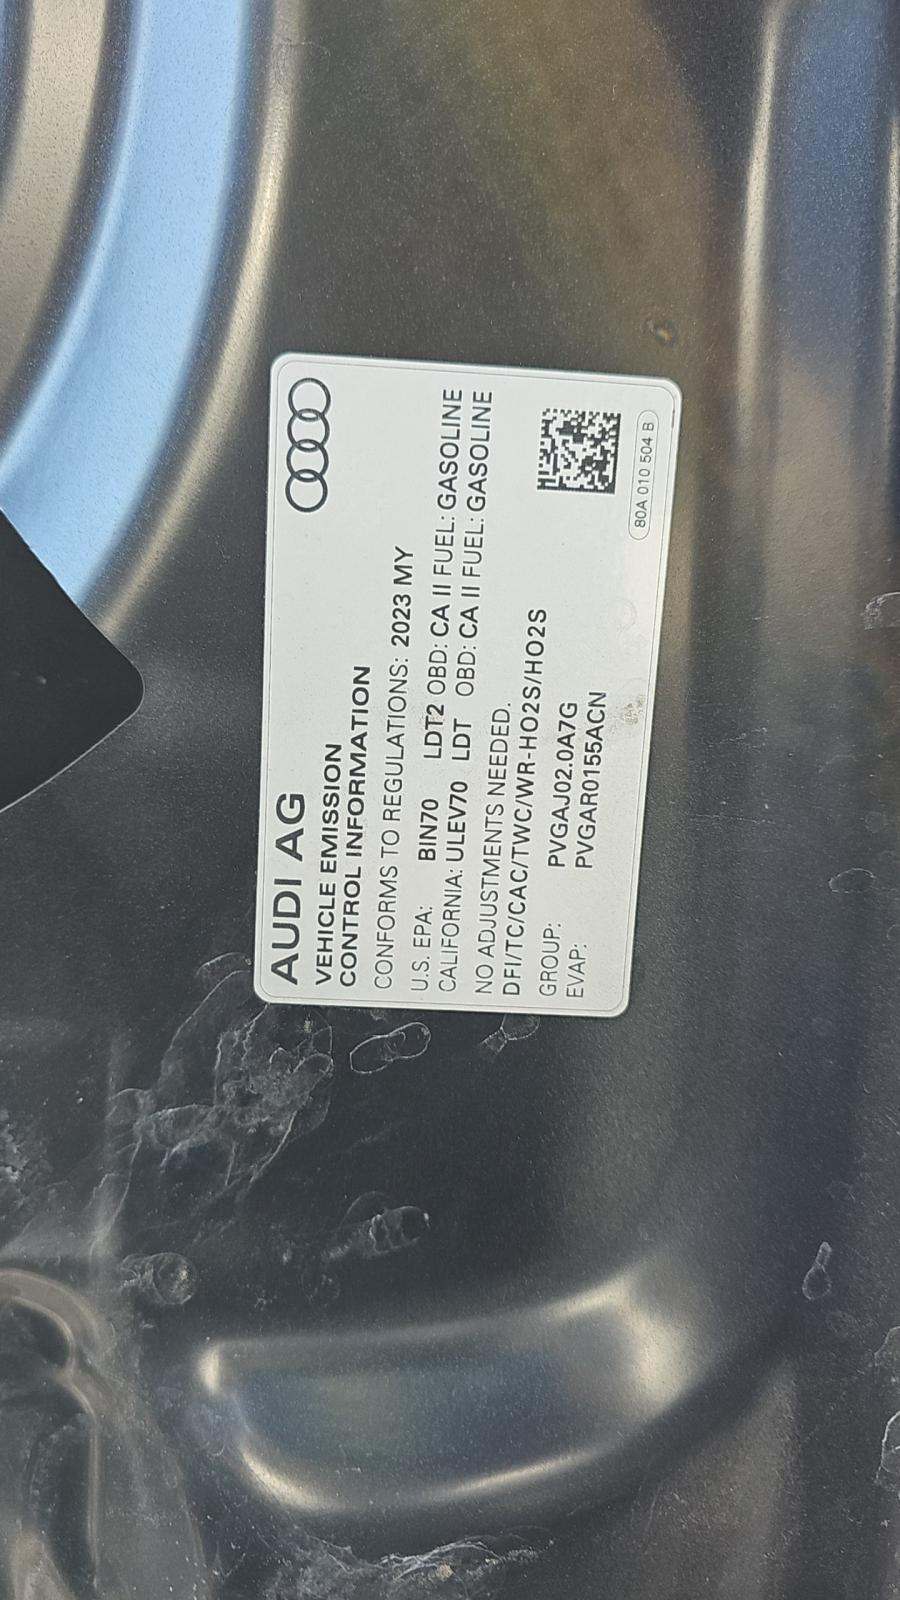 AUDI AG
VEHICLE EMISSION
CONTROL INFORMATION
CONFORMS TO REGULATIONS: 2023 MY
U.S. EPA: BIN70 LDT2 OBD: CA II FUEL: GASOLINE
CALIFORNIA: ULEV70 LDT OBD: CA II FUEL: GASOLINE
NO ADJUSTMENTS NEEDED.
DFI/TC/CAC/TWC/WR-HO2S/HO2S
GROUP: PVGAJ02.0A7G
EVAP: PVGAR0155ACN
80A 010 504 B